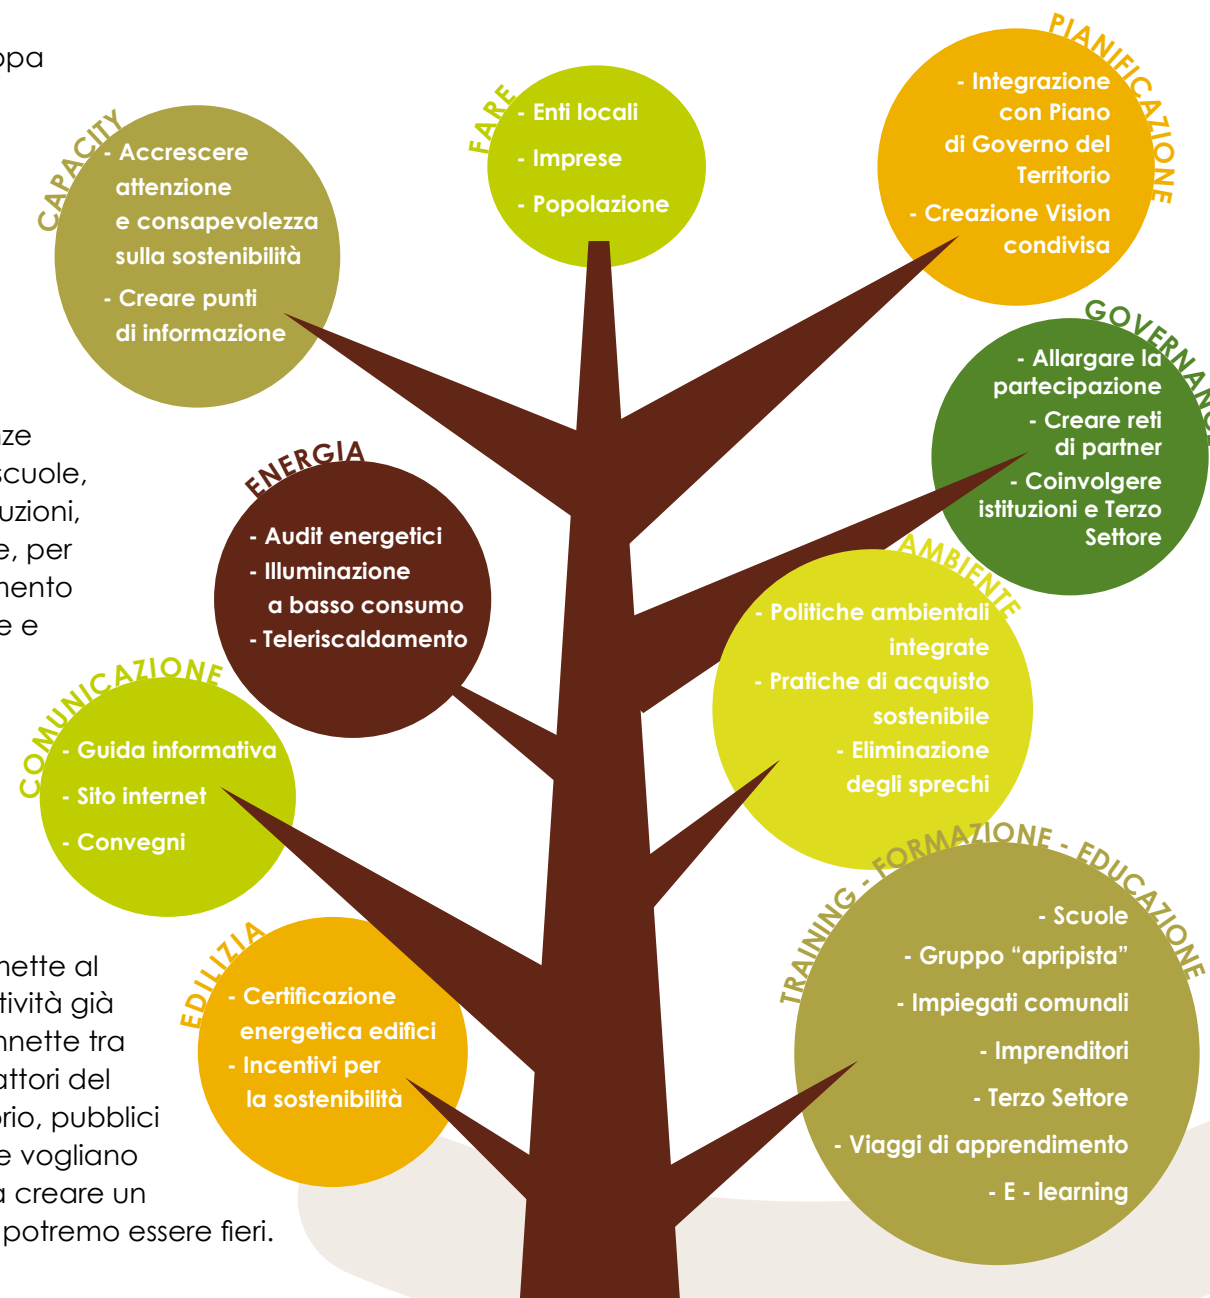 ppa
nze
scuole,
uzioni,
e, per
mento
e e
mette al
tività già
nnette tra
attori del
orio, pubblici
e vogliano
a creare un
potremo essere fieri.
CAPACITY
- Accrescere
attenzione
e consapevolezza
sulla sostenibilità
- Creare punti
di informazione
FARE
- Enti locali
- Imprese
- Popolazione
PIANIFICAZIONE
- Integrazione
con Piano
di Governo del
Territorio
- Creazione Vision
condivisa
GOVERNANCE
- Allargare la
partecipazione
- Creare reti
di partner
- Coinvolgere
istituzioni e Terzo
Settore
ENERGIA
- Audit energetici
- Illuminazione
a basso consumo
- Teleriscaldamento
AMBIENTE
- Politiche ambientali
integrate
- Pratiche di acquisto
sostenibile
- Eliminazione
degli sprechi
COMUNICAZIONE
- Guida informativa
- Sito internet
- Convegni
EDILIZIA
- Certificazione
energetica edifici
- Incentivi per
la sostenibilità
TRAINING - FORMAZIONE - EDUCAZIONE
- Scuole
- Gruppo “apripista”
- Impiegati comunali
- Imprenditori
- Terzo Settore
- Viaggi di apprendimento
- E - learning